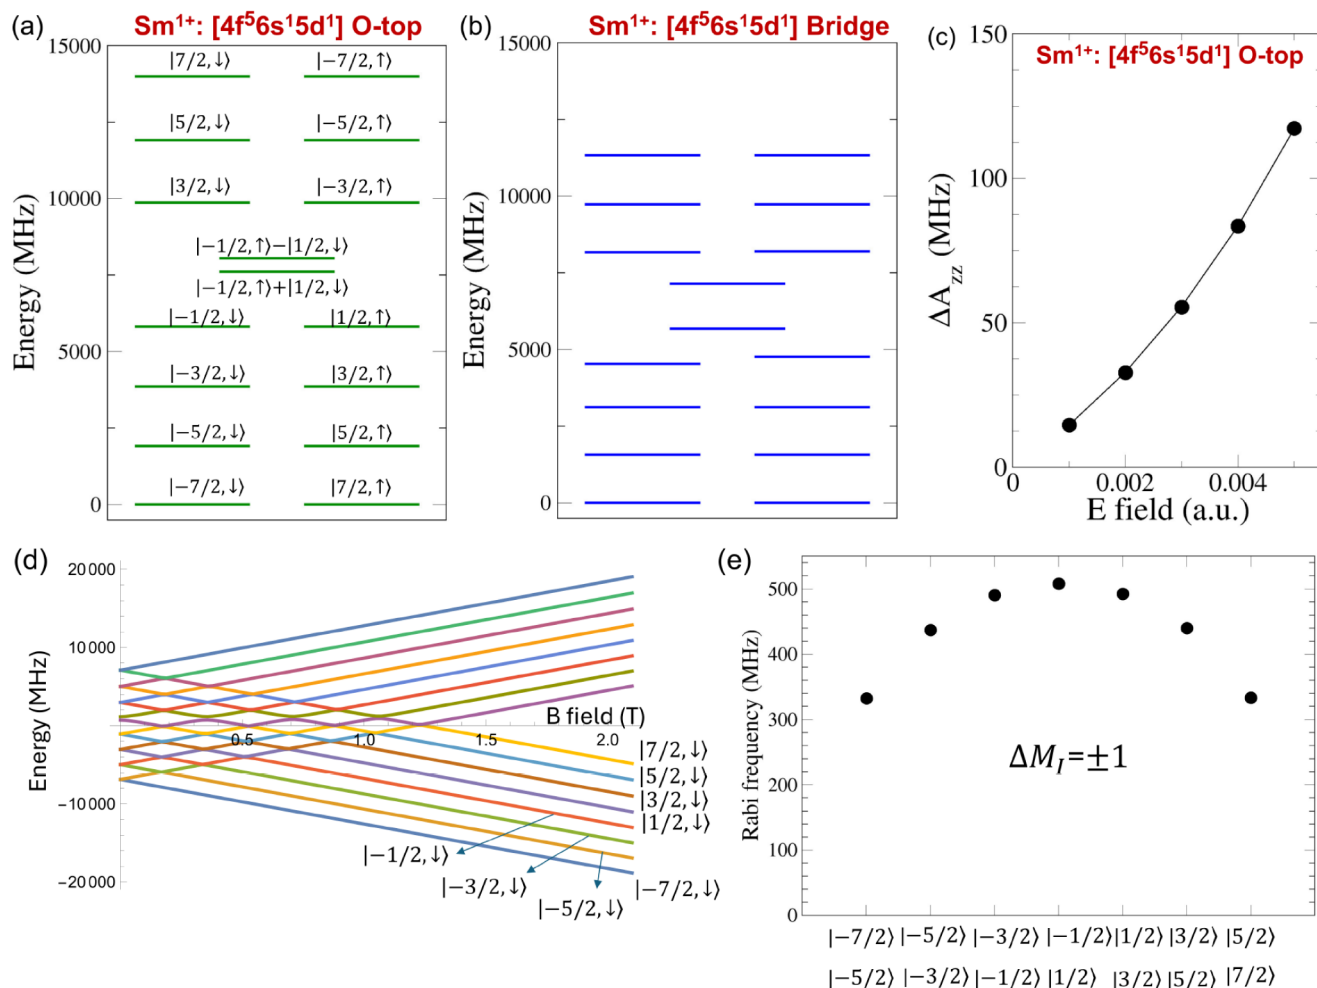 (a) Sm¹⁺: [4f⁵6s¹5d¹] O-top
15000
10000
5000
0
Energy (MHz)
|7/2,↓⟩ |−7/2,↑⟩
|5/2,↓⟩ |−5/2,↑⟩
|3/2,↓⟩ |−3/2,↑⟩
|−1/2,↑⟩−|1/2,↓⟩
|−1/2,↑⟩+|1/2,↓⟩
|−1/2,↓⟩ |1/2,↑⟩
|−3/2,↓⟩ |3/2,↑⟩
|−5/2,↓⟩ |5/2,↑⟩
|−7/2,↓⟩ |7/2,↑⟩
(b) Sm¹⁺: [4f⁵6s¹5d¹] Bridge
15000
10000
5000
0
Energy (MHz)
(c)
Sm¹⁺: [4f⁵6s¹5d¹] O-top
150
100
50
0
ΔA_zz (MHz)
0 0.002 0.004
E field (a.u.)
(d)
20000
10000
−10000
−20000
Energy (MHz)
B field (T)
0.5 1.0 1.5 2.0
|7/2,↓⟩
|5/2,↓⟩
|3/2,↓⟩
|1/2,↓⟩
|−1/2,↓⟩
|−3/2,↓⟩
|−5/2,↓⟩
|−7/2,↓⟩
(e)
500
400
300
200
100
0
Rabi frequency (MHz)
ΔM_I=±1
|−7/2⟩ |−5/2⟩ |−3/2⟩ |−1/2⟩ |1/2⟩ |3/2⟩ |5/2⟩
|−5/2⟩ |−3/2⟩ |−1/2⟩ |1/2⟩ |3/2⟩ |5/2⟩ |7/2⟩